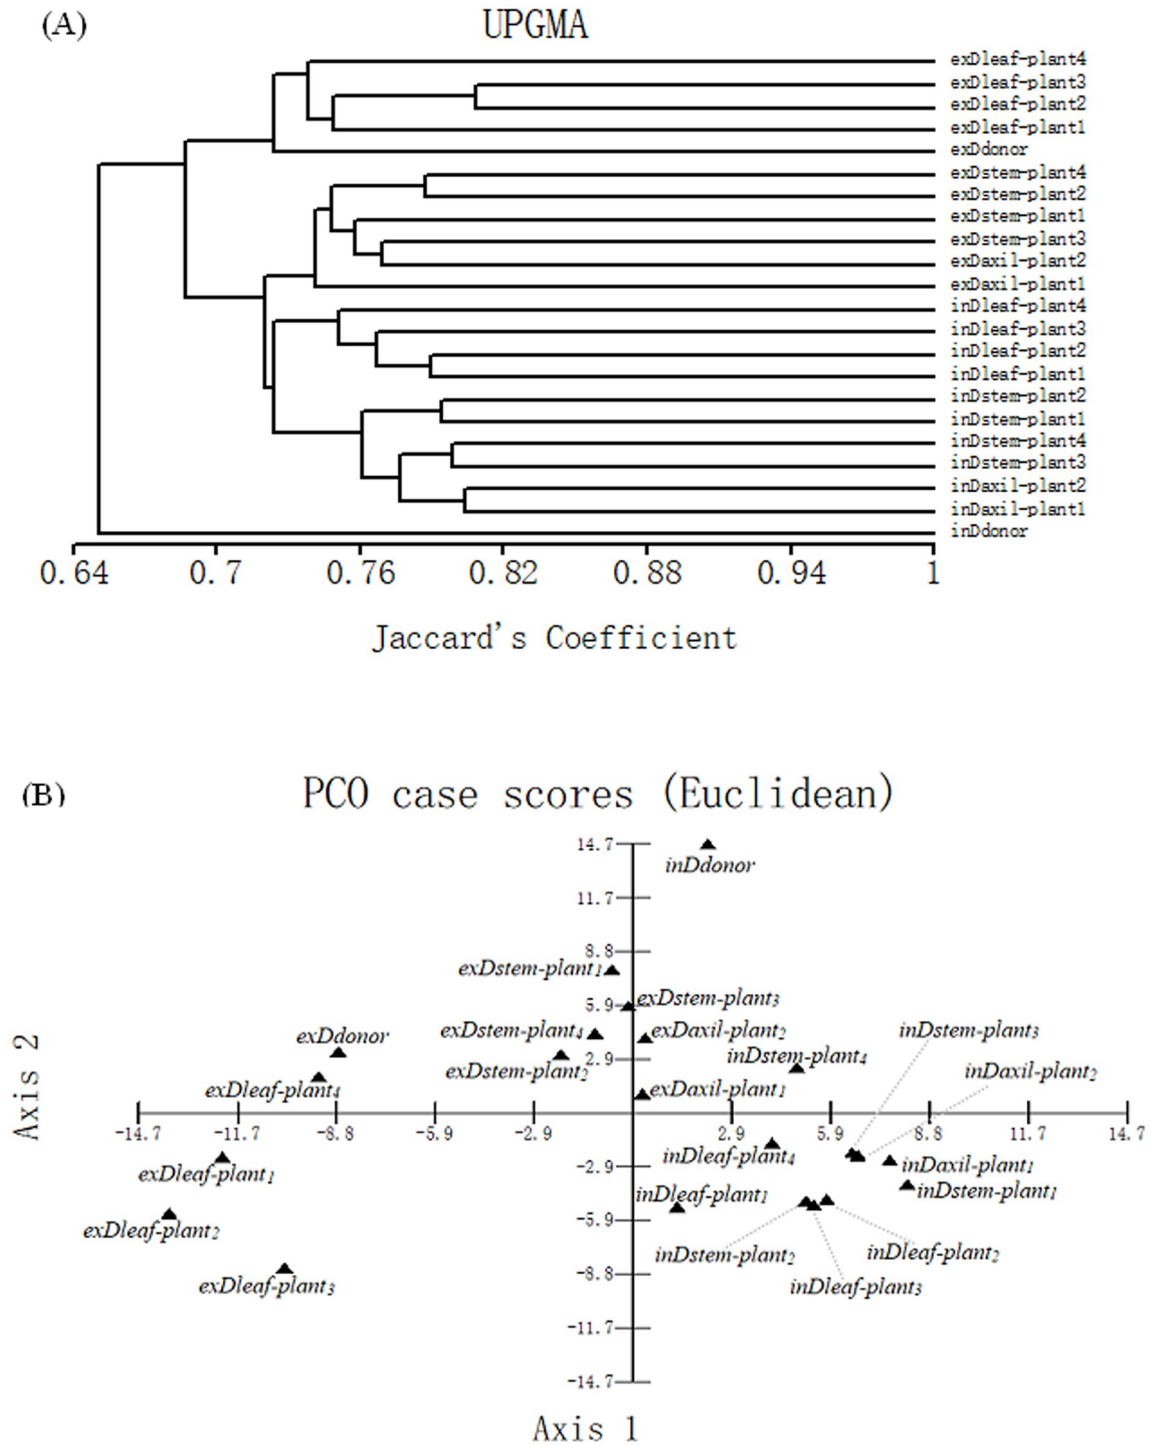 (A)
UPGMA
exDleaf-plant4
exDleaf-plant3
exDleaf-plant2
exDleaf-plant1
exDdonor
exDstem-plant4
exDstem-plant2
exDstem-plant1
exDstem-plant3
exDaxil-plant2
exDaxil-plant1
inDleaf-plant4
inDleaf-plant3
inDleaf-plant2
inDleaf-plant1
inDstem-plant2
inDstem-plant1
inDstem-plant4
inDstem-plant3
inDaxil-plant2
inDaxil-plant1
inDdonor
0.64 0.7 0.76 0.82 0.88 0.94 1
Jaccard's Coefficient
(B)
PCO case scores (Euclidean)
14.7
inDdonor
11.7
8.8
exDstem-plant1
5.9
exDstem-plant3
exDstem-plant4
exDaxil-plant2
inDstem-plant3
exDdonor
2.9
inDstem-plant4
exDstem-plant2
inDaxil-plant2
exDleaf-plant4
exDaxil-plant1
Axis 2
-14.7 -11.7 -8.8 -5.9 -2.9 2.9 5.9 8.8 11.7 14.7
inDleaf-plant4
-2.9
inDaxil-plant1
exDleaf-plant1
inDstem-plant1
inDleaf-plant1
-5.9
exDleaf-plant2
inDstem-plant2
inDleaf-plant2
-8.8
exDleaf-plant3
inDleaf-plant3
-11.7
-14.7
Axis 1